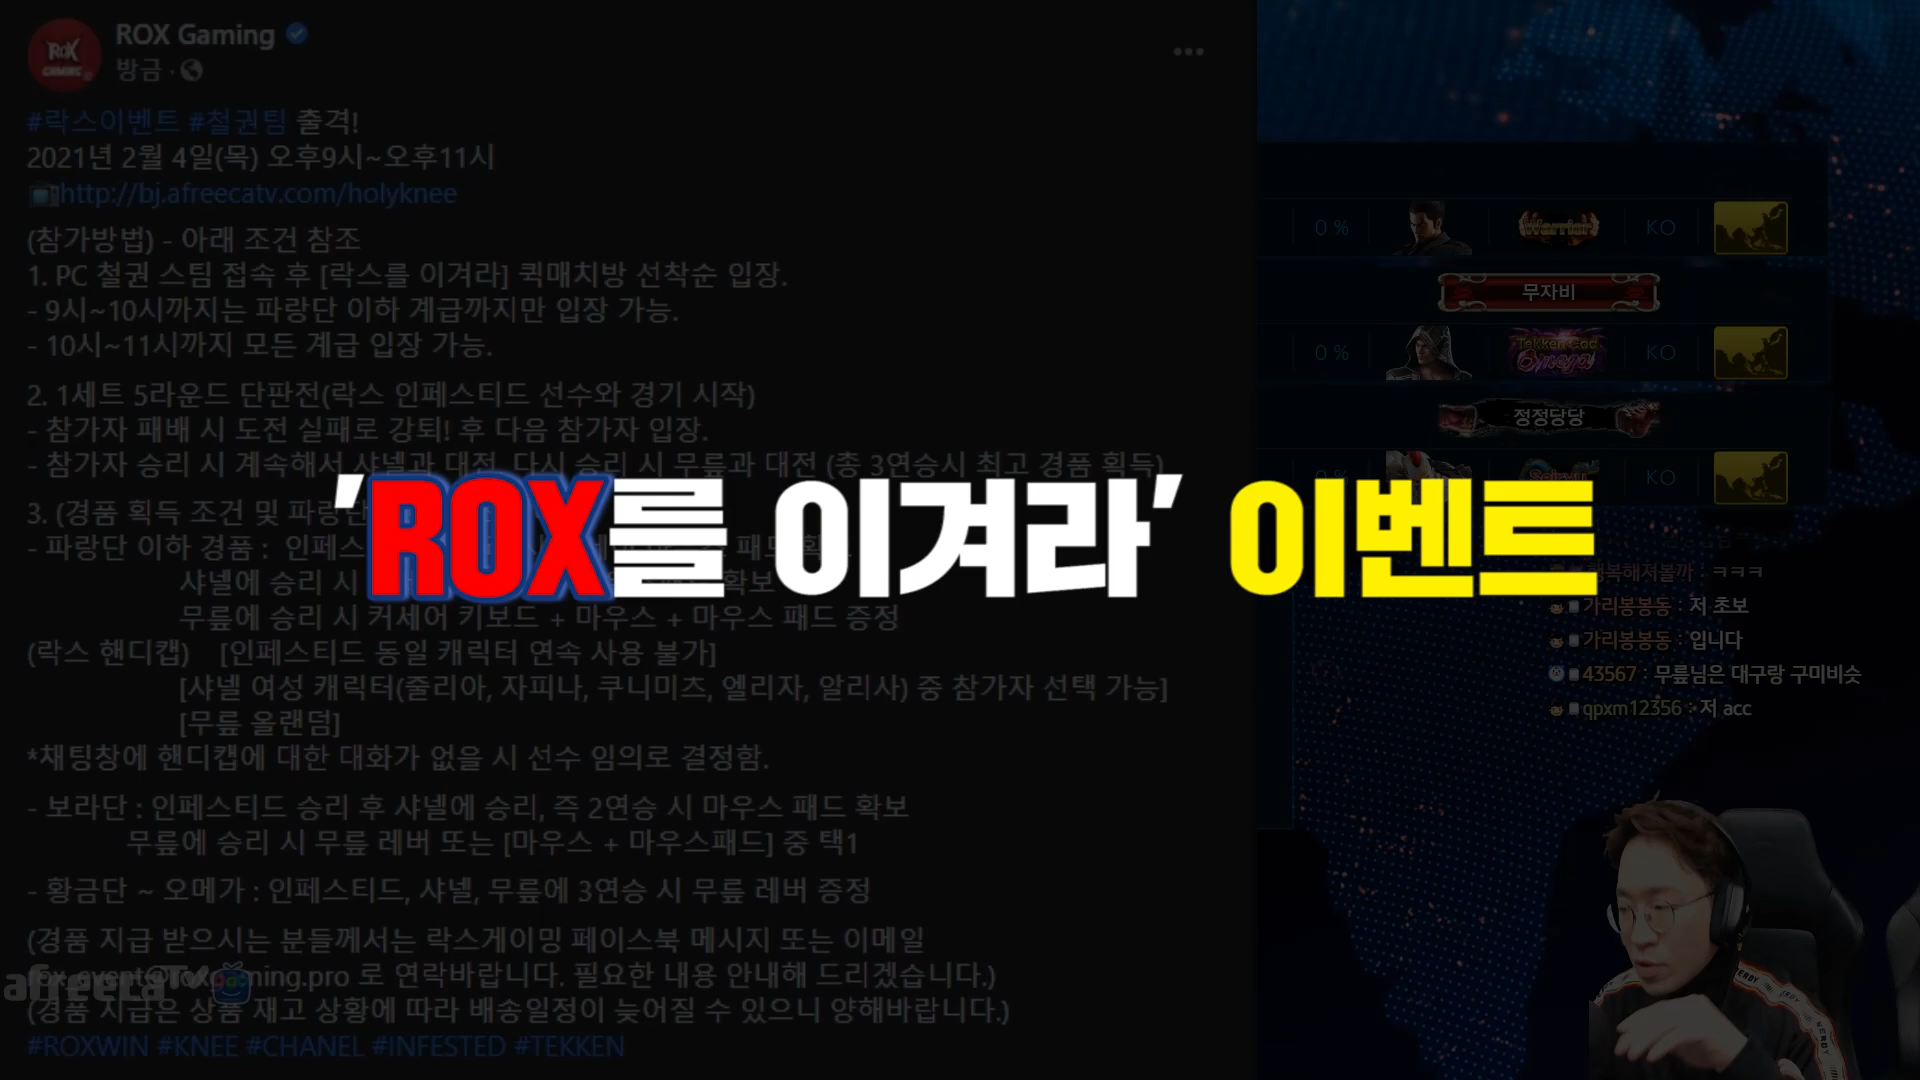 ROX Gaming
방금
#락스이벤트 #철권팀 출격!
2021년 2월 4일(목) 오후9시~오후11시
http://bj.afreecatv.com/holyknee
(참가방법) - 아래 조건 참조
1. PC 철권 스팀 접속 후 [락스를 이겨라] 퀵매치방 선착순 입장.
- 9시~10시까지는 파랑단 이하 계급까지만 입장 가능.
- 10시~11시까지 모든 계급 입장 가능.
2. 1세트 5라운드 단판전(락스 인페스티드 선수와 경기 시작)
- 참가자 패배 시 도전 실패로 강퇴! 후 다음 참가자 입장.
- 참가자 승리 시 계속해서 샤넬과 대전, 다시 승리 시 무릎과 대전 (총 3연승시 최고 경품 획득)
'ROX를 이겨라' 이벤트
3. (경품 획득 조건 및 파랑단
- 파랑단 이하 경품 : 인페스
샤넬에 승리 시
확보
무릎에 승리 시 커세어 키보드 + 마우스 + 마우스 패드 증정
(락스 핸디캡) [인페스티드 동일 캐릭터 연속 사용 불가]
[샤넬 여성 캐릭터(줄리아, 자피나, 쿠니미츠, 엘리자, 알리사) 중 참가자 선택 가능]
[무릎 올랜덤]
*채팅창에 핸디캡에 대한 대화가 없을 시 선수 임의로 결정함.
- 보라단 : 인페스티드 승리 후 샤넬에 승리, 즉 2연승 시 마우스 패드 확보
무릎에 승리 시 무릎 레버 또는 [마우스 + 마우스패드] 중 택1
- 황금단 ~ 오메가 : 인페스티드, 샤넬, 무릎에 3연승 시 무릎 레버 증정
(경품 지급 받으시는 분들께서는 락스게이밍 페이스북 메시지 또는 이메일
ming.pro 로 연락바랍니다. 필요한 내용 안내해 드리겠습니다.)
afreecaTV
(경품 지급은 상품 재고 상황에 따라 배송일정이 늦어질 수 있으니 양해바랍니다.)
#ROXWIN #KNEE #CHANEL #INFESTED #TEKKEN
0 % Warrior KO
무자비
0 % Tekken God Omega KO
정정당당
0 % KO
행복해져볼까 : ㅋㅋㅋ
가리봉봉동 : 저 초보
가리봉봉동 : 입니다
43567 : 무릎님은 대구랑 구미비슷
qpxm12356 : 저 acc